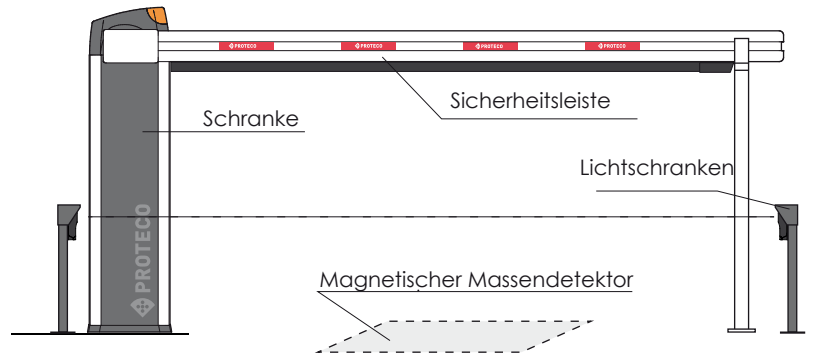 PROTECO PROTECO PROTECO PROTECO
Sicherheitsleiste
Schranke
Lichtschranken
PROTECO
Magnetischer Massendetektor